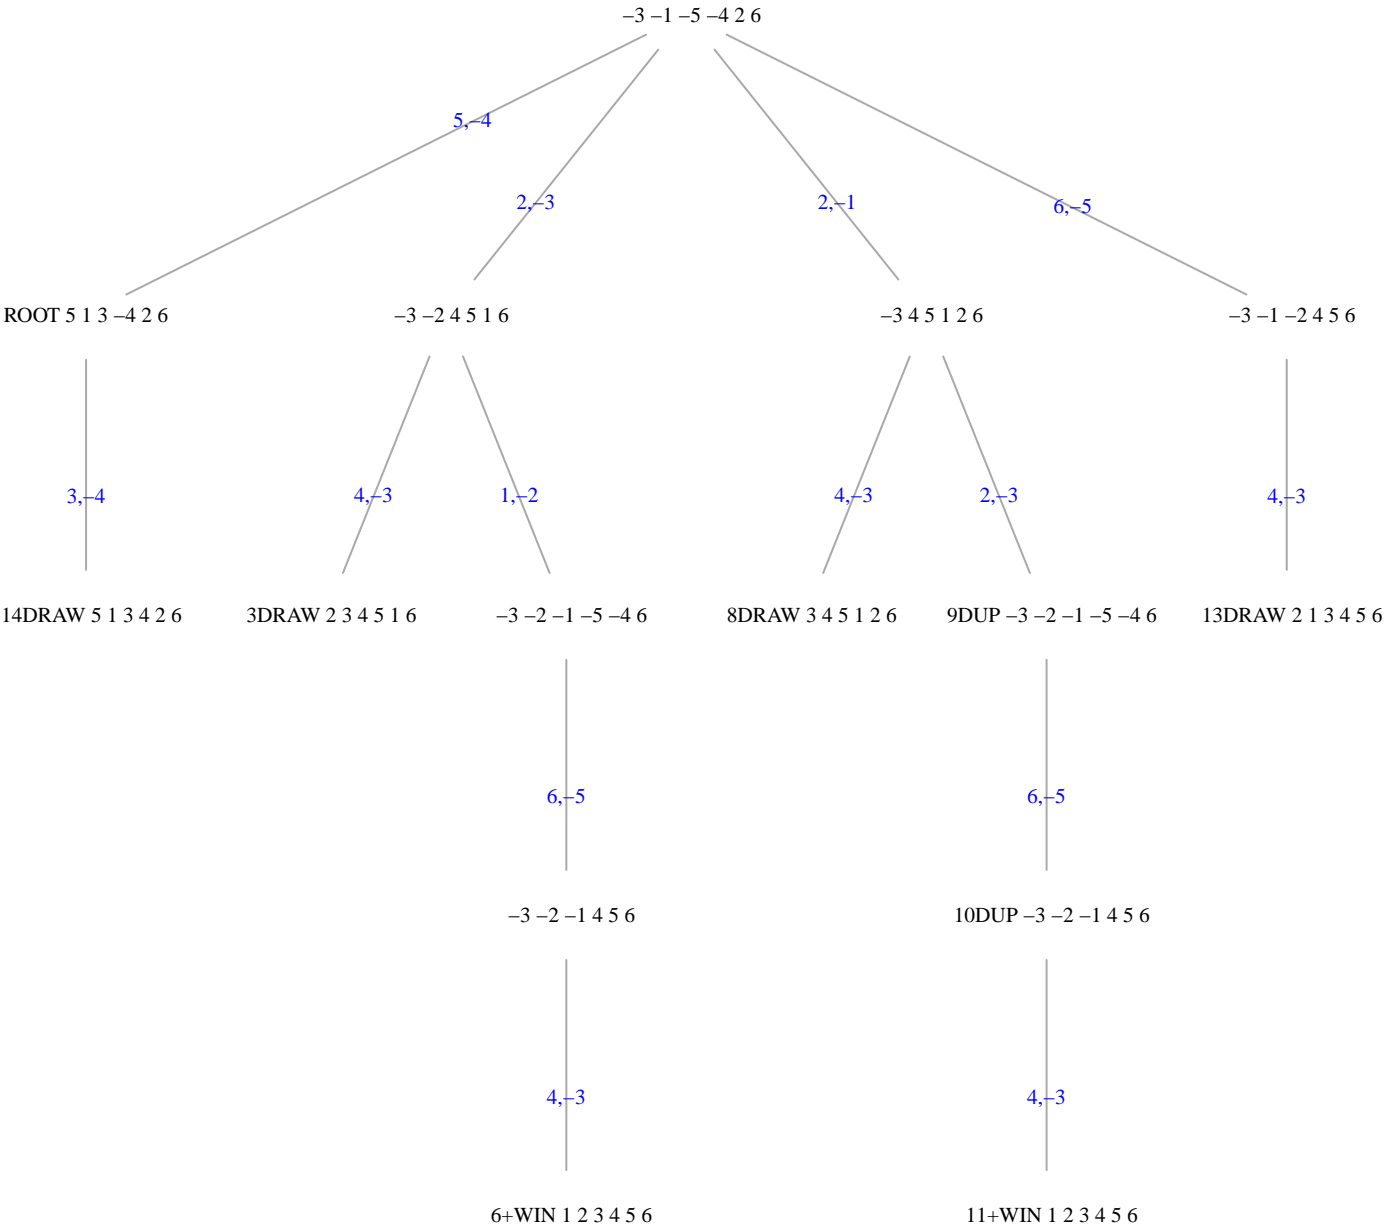 –3 –1 –5 –4 2 6
5,–4
2,–3
2,–1
6,–5
ROOT 5 1 3 –4 2 6
–3 –2 4 5 1 6
–3 4 5 1 2 6
–3 –1 –2 4 5 6
3,–4
4,–3
1,–2
4,–3
2,–3
4,–3
14DRAW 5 1 3 4 2 6
3DRAW 2 3 4 5 1 6
–3 –2 –1 –5 –4 6
8DRAW 3 4 5 1 2 6
9DUP –3 –2 –1 –5 –4 6
13DRAW 2 1 3 4 5 6
6,–5
6,–5
–3 –2 –1 4 5 6
10DUP –3 –2 –1 4 5 6
4,–3
4,–3
6+WIN 1 2 3 4 5 6
11+WIN 1 2 3 4 5 6